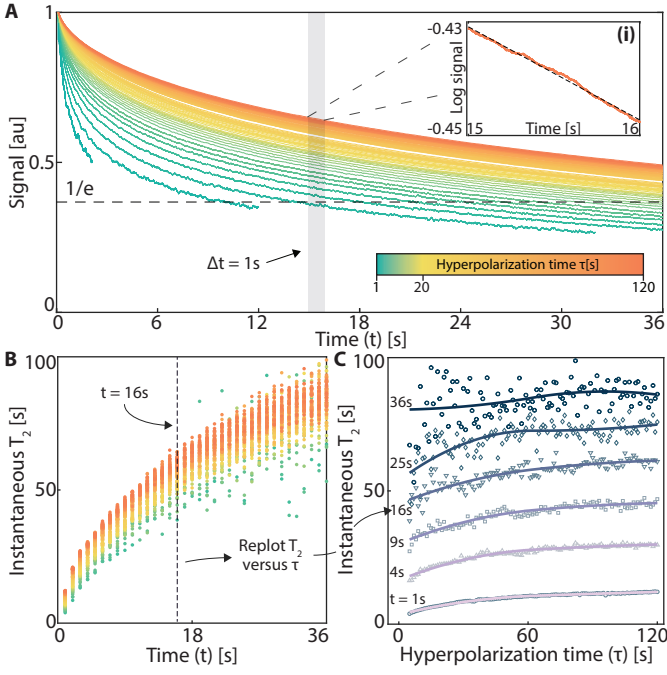 A
Signal [au]
1
0.5
0
1/e
Δt = 1s
0
6
12
18
24
30
36
Time (t) [s]
(i)
Log signal
-0.43
-0.45
15
Time [s]
16
Hyperpolarization time τ[s]
1
20
120
B
Instantaneous T₂ [s]
100
50
0
t = 16s
Replot T₂
versus τ
0
18
36
Time (t) [s]
C
Instantaneous T₂ [s]
100
50
0
36s
25s
16s
9s
4s
t = 1s
0
60
120
Hyperpolarization time (τ) [s]